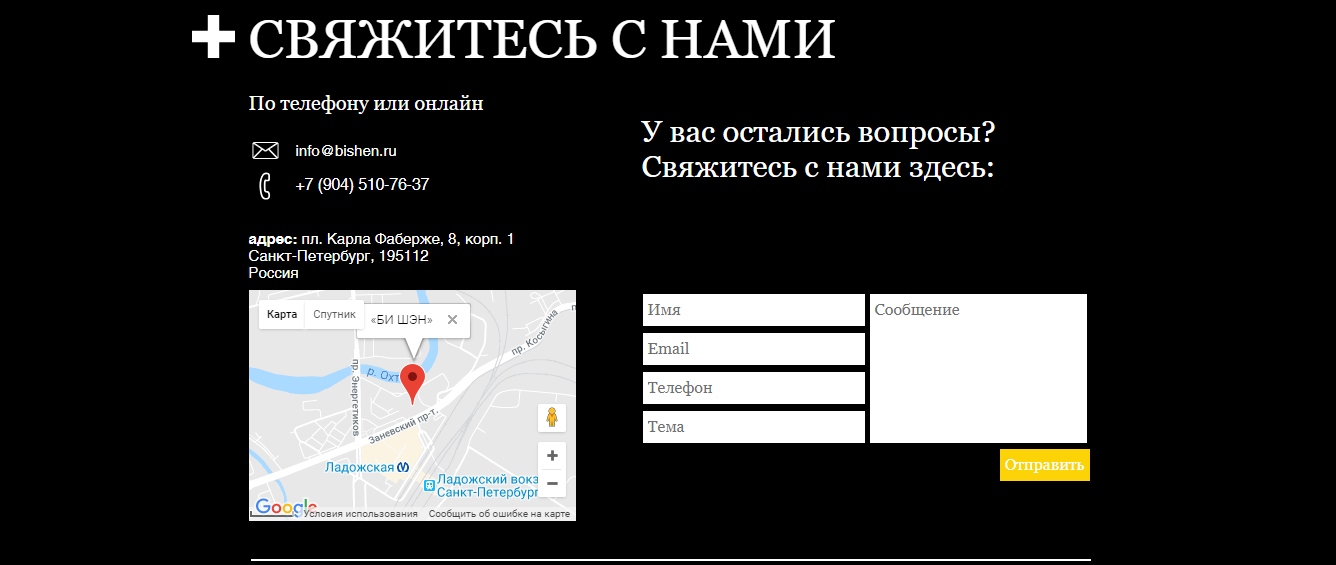 СВЯЖИТЕСЬ С НАМИ
По телефону или онлайн
info@bishen.ru
+7 (904) 510-76-37
адрес: пл. Карла Фаберже, 8, корп. 1
Санкт-Петербург, 195112
Россия
Карта
Спутник
«БИ ШЭН»
пр. Косыгина
р. Охт
пр. Энергетиков
Заневский пр-т.
Ладожская
Ладожский вокз
Санкт-Петербург
Google
Условия использования
Сообщить об ошибке на карте
У вас остались вопросы?
Свяжитесь с нами здесь:
Имя
Email
Телефон
Тема
Сообщение
Отправить